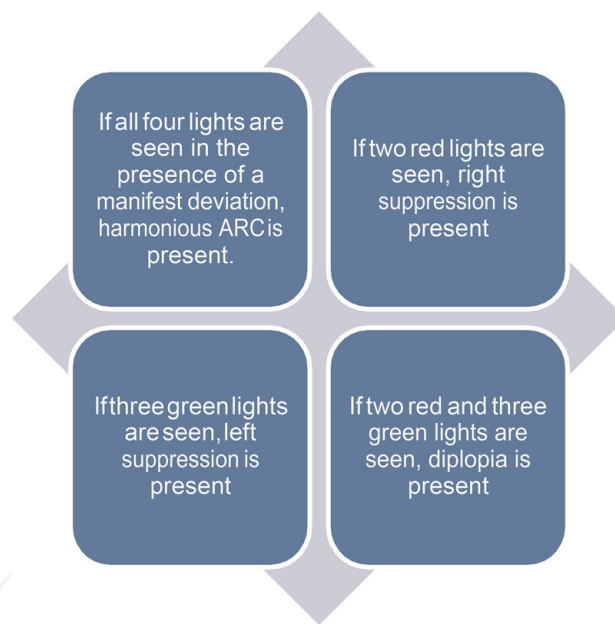 If all four lights are
seen in the
presence of a
manifest deviation,
harmonious ARC is
present.
If two red lights are
seen, right
suppression is
present
If three green lights
are seen, left
suppression is
present
If two red and three
green lights are
seen, diplopia is
present